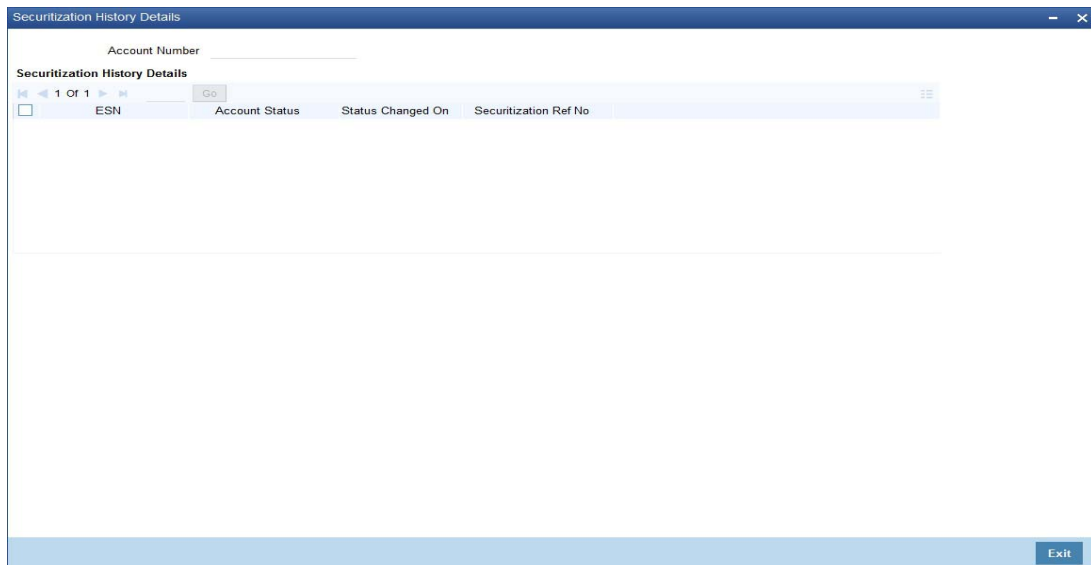 Securitization History Details
Account Number
Securitization History Details
1 Of 1 Go
ESN Account Status Status Changed On Securitization Ref No
Exit